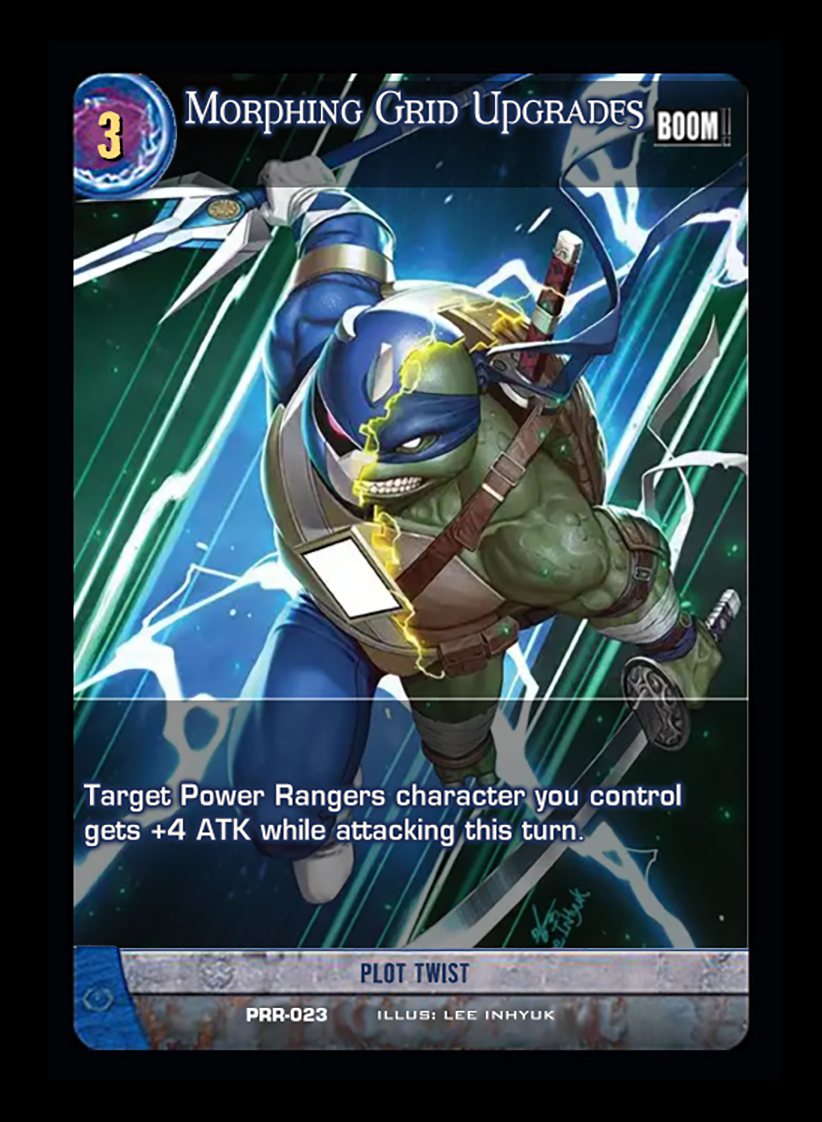 3
Morphing Grid Upgrades
BOOM!
Target Power Rangers character you control
gets +4 ATK while attacking this turn.
PLOT TWIST
PRR-023 ILLUS: LEE INHYUK